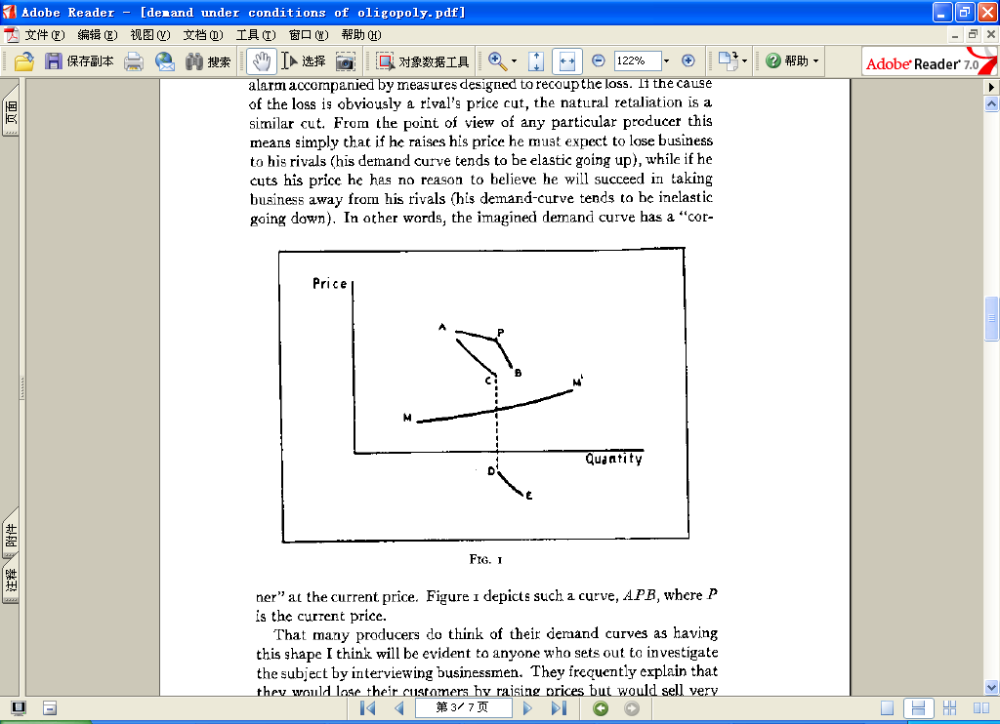 Adobe Reader - [demand under conditions of oligopoly.pdf]
文件(F) 编辑(E) 视图(V) 文档(D) 工具(T) 窗口(W) 帮助(H)
保存副本 搜索 选择 对象数据工具 122% 帮助 Adobe Reader 7.0
页面
附件
注释
alarm accompanied by measures designed to recoup the loss. If the cause
of the loss is obviously a rival's price cut, the natural retaliation is a
similar cut. From the point of view of any particular producer this
means simply that if he raises his price he must expect to lose business
to his rivals (his demand curve tends to be elastic going up), while if he
cuts his price he has no reason to believe he will succeed in taking
business away from his rivals (his demand-curve tends to be inelastic
going down). In other words, the imagined demand curve has a "cor-
Price
A
P
B
C
M'
M
Quantity
D
E
FIG. 1
ner" at the current price. Figure 1 depicts such a curve, APB, where P
is the current price.
That many producers do think of their demand curves as having
this shape I think will be evident to anyone who sets out to investigate
the subject by interviewing businessmen. They frequently explain that
they would lose their customers by raising prices but would sell very
第 3 / 7 页